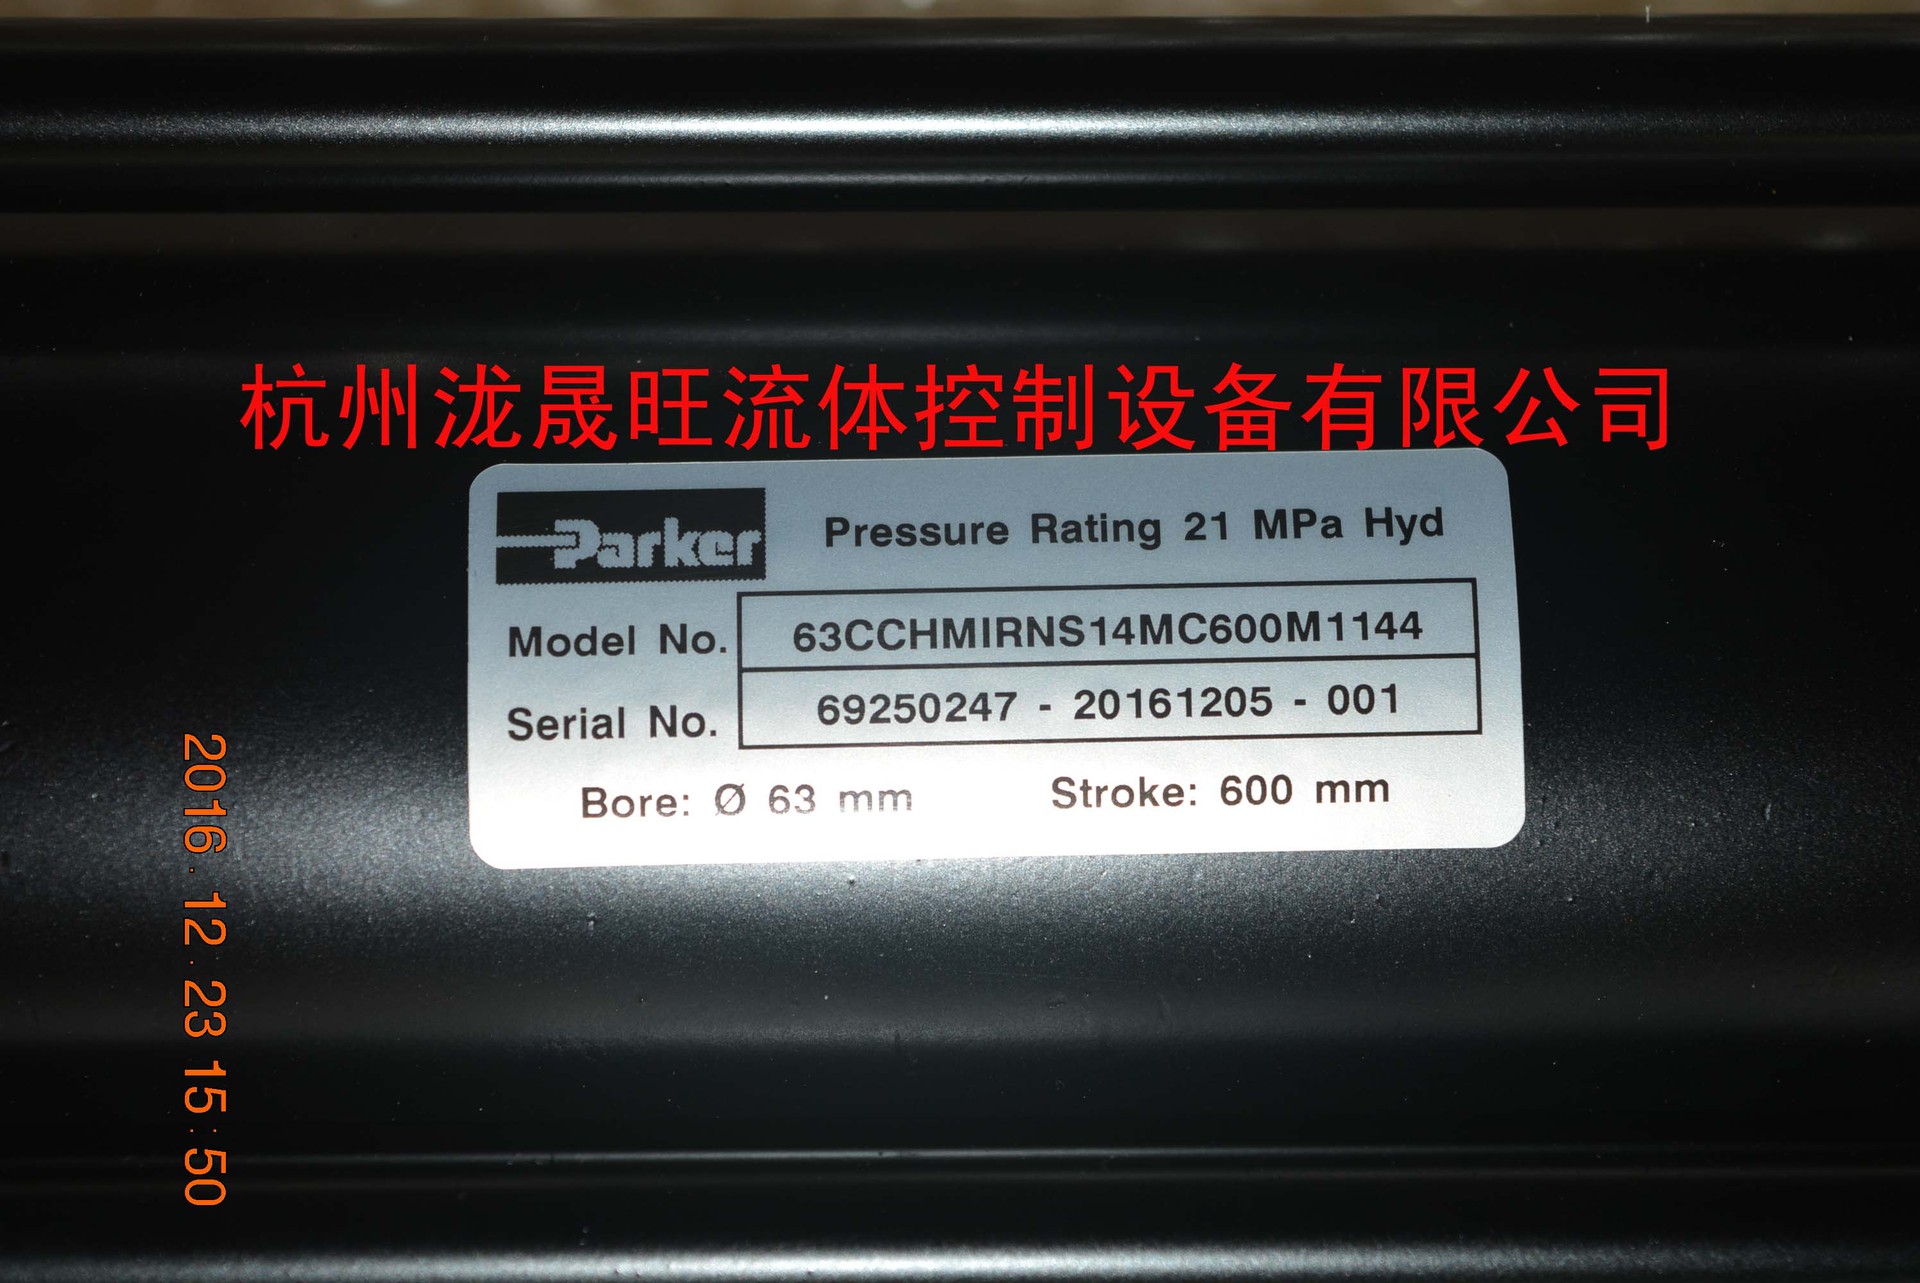 杭州泷晟旺流体控制设备有限公司
Parker
Pressure Rating 21 MPa Hyd
Model No. 63CCHMIRNS14MC600M1144
Serial No. 69250247 - 20161205 - 001
Bore: Ø 63 mm Stroke: 600 mm
2016.12.23 15:50